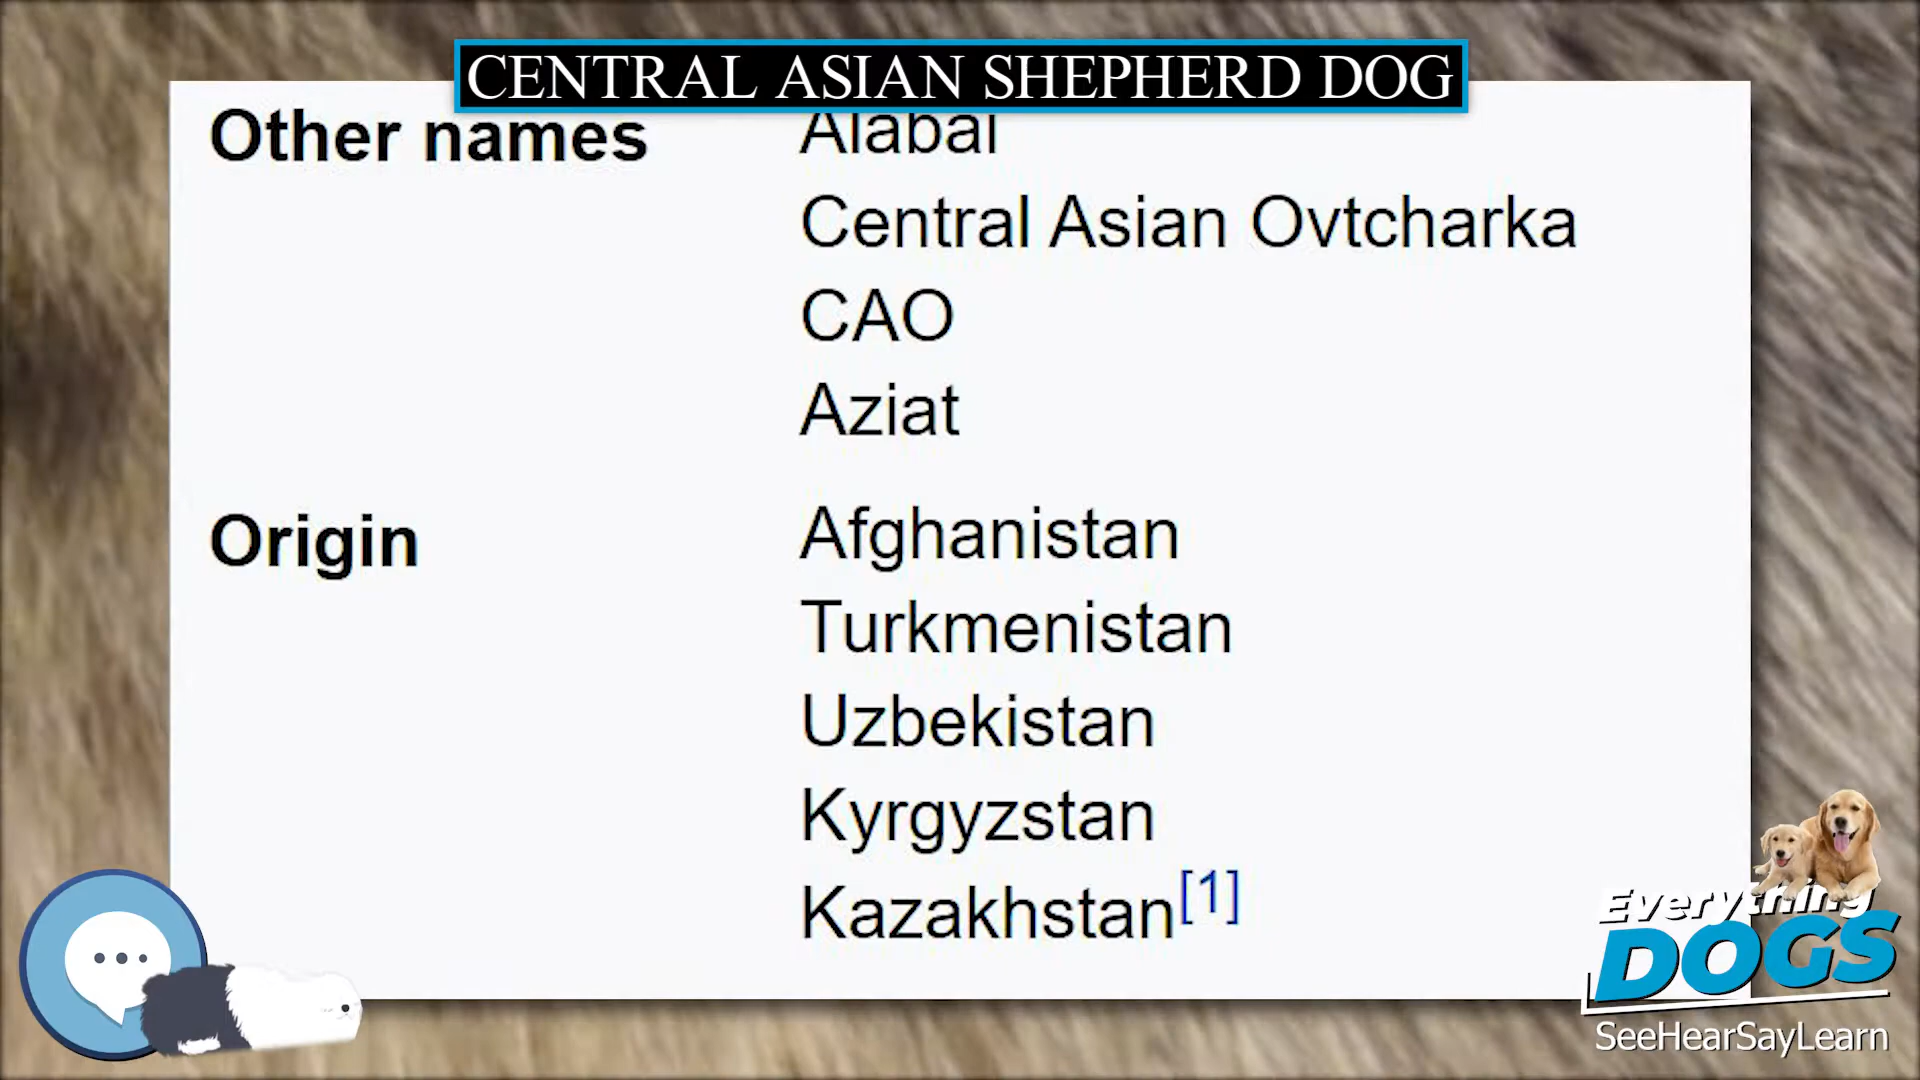 CENTRAL ASIAN SHEPHERD DOG
Other names
Alabai
Central Asian Ovtcharka
CAO
Aziat
Origin
Afghanistan
Turkmenistan
Uzbekistan
Kyrgyzstan
Kazakhstan[1]
Everything
DOGS
SeeHearSayLearn